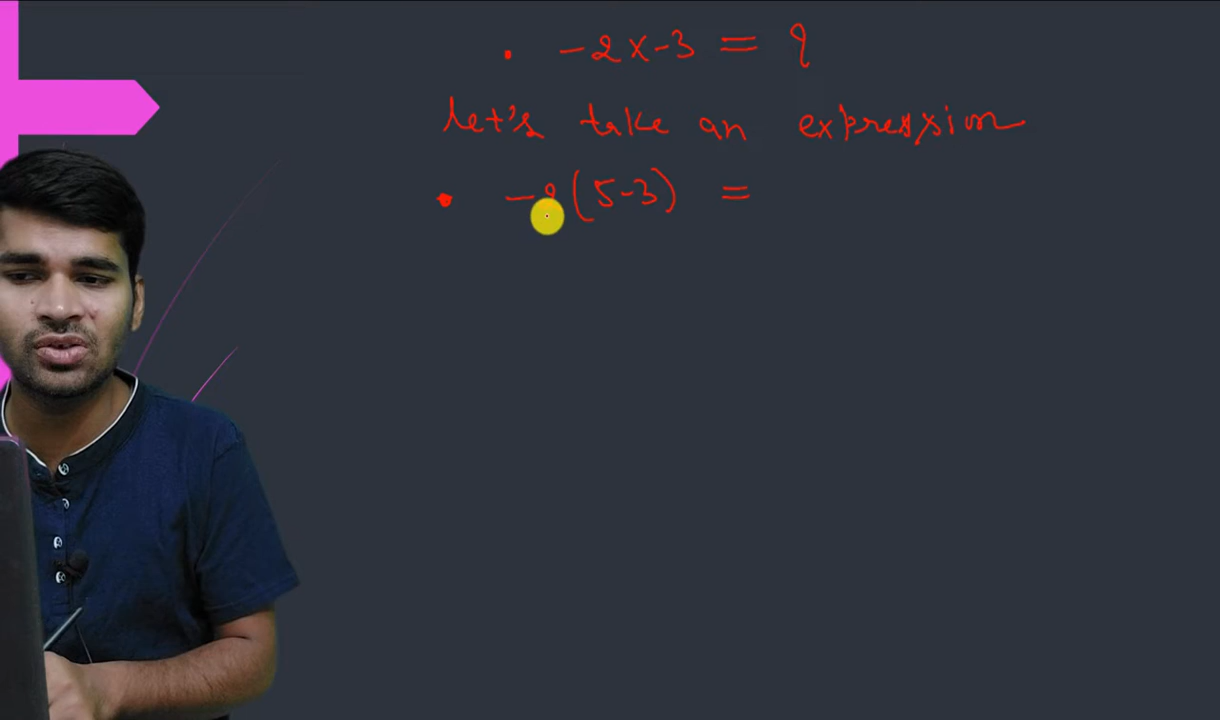 • -2x-3 = ?
let's take an expression
• -2(5-3) =